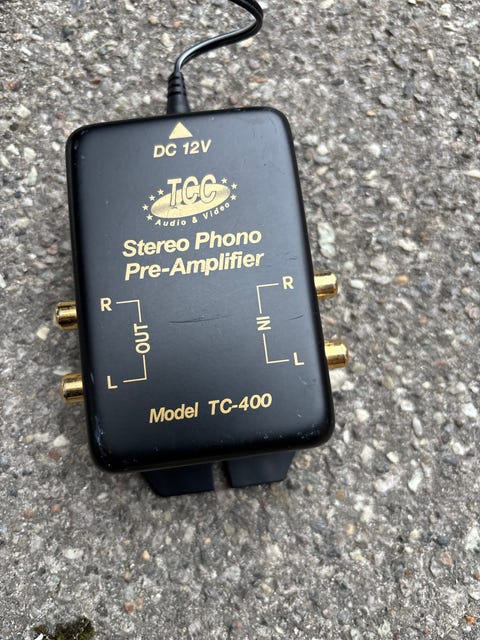 DC 12V
TCC
Audio & Video
Stereo Phono
Pre-Amplifier
R
OUT
L
R
IN
L
Model TC-400